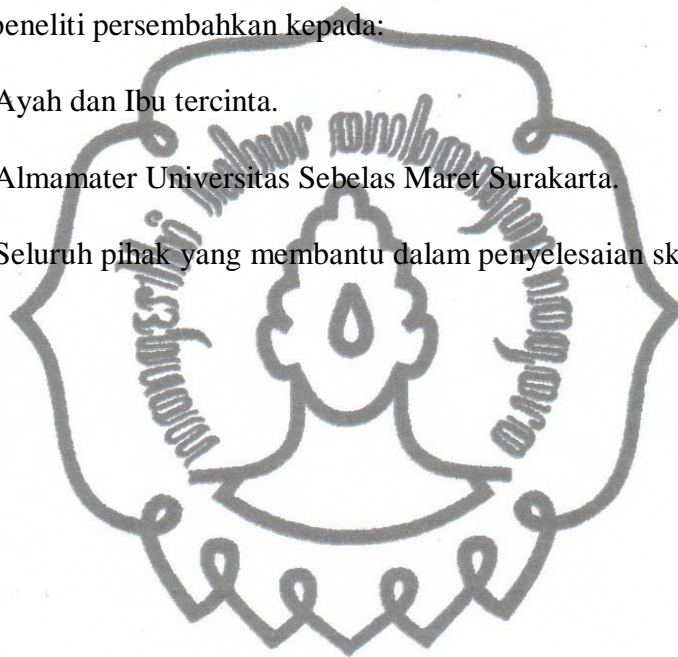 peneliti persembahkan kepada:
Ayah dan Ibu tercinta.
Almamater Universitas Sebelas Maret Surakarta.
Seluruh pihak yang membantu dalam penyelesaian sk